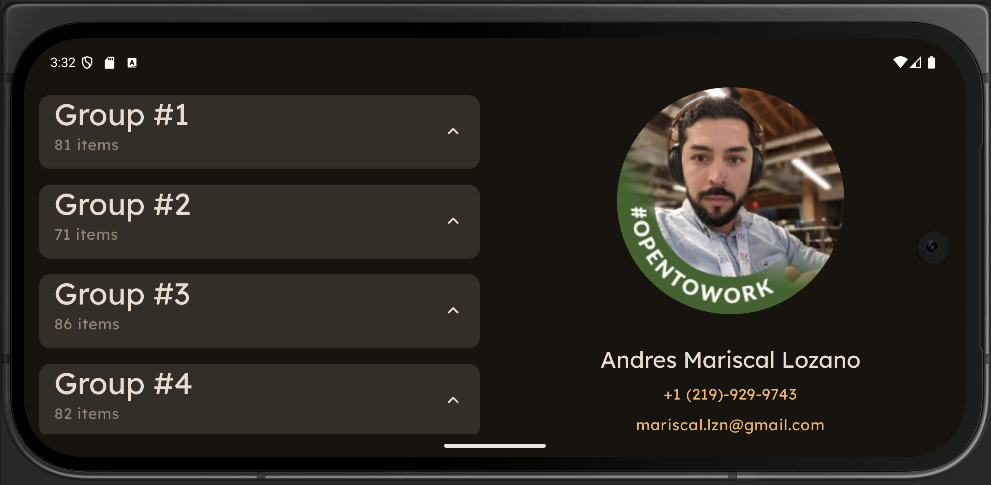 3:32
Group #1
81 items
Group #2
71 items
Group #3
86 items
Group #4
82 items
#OPENTOWORK
Andres Mariscal Lozano
+1 (219)-929-9743
mariscal.lzn@gmail.com